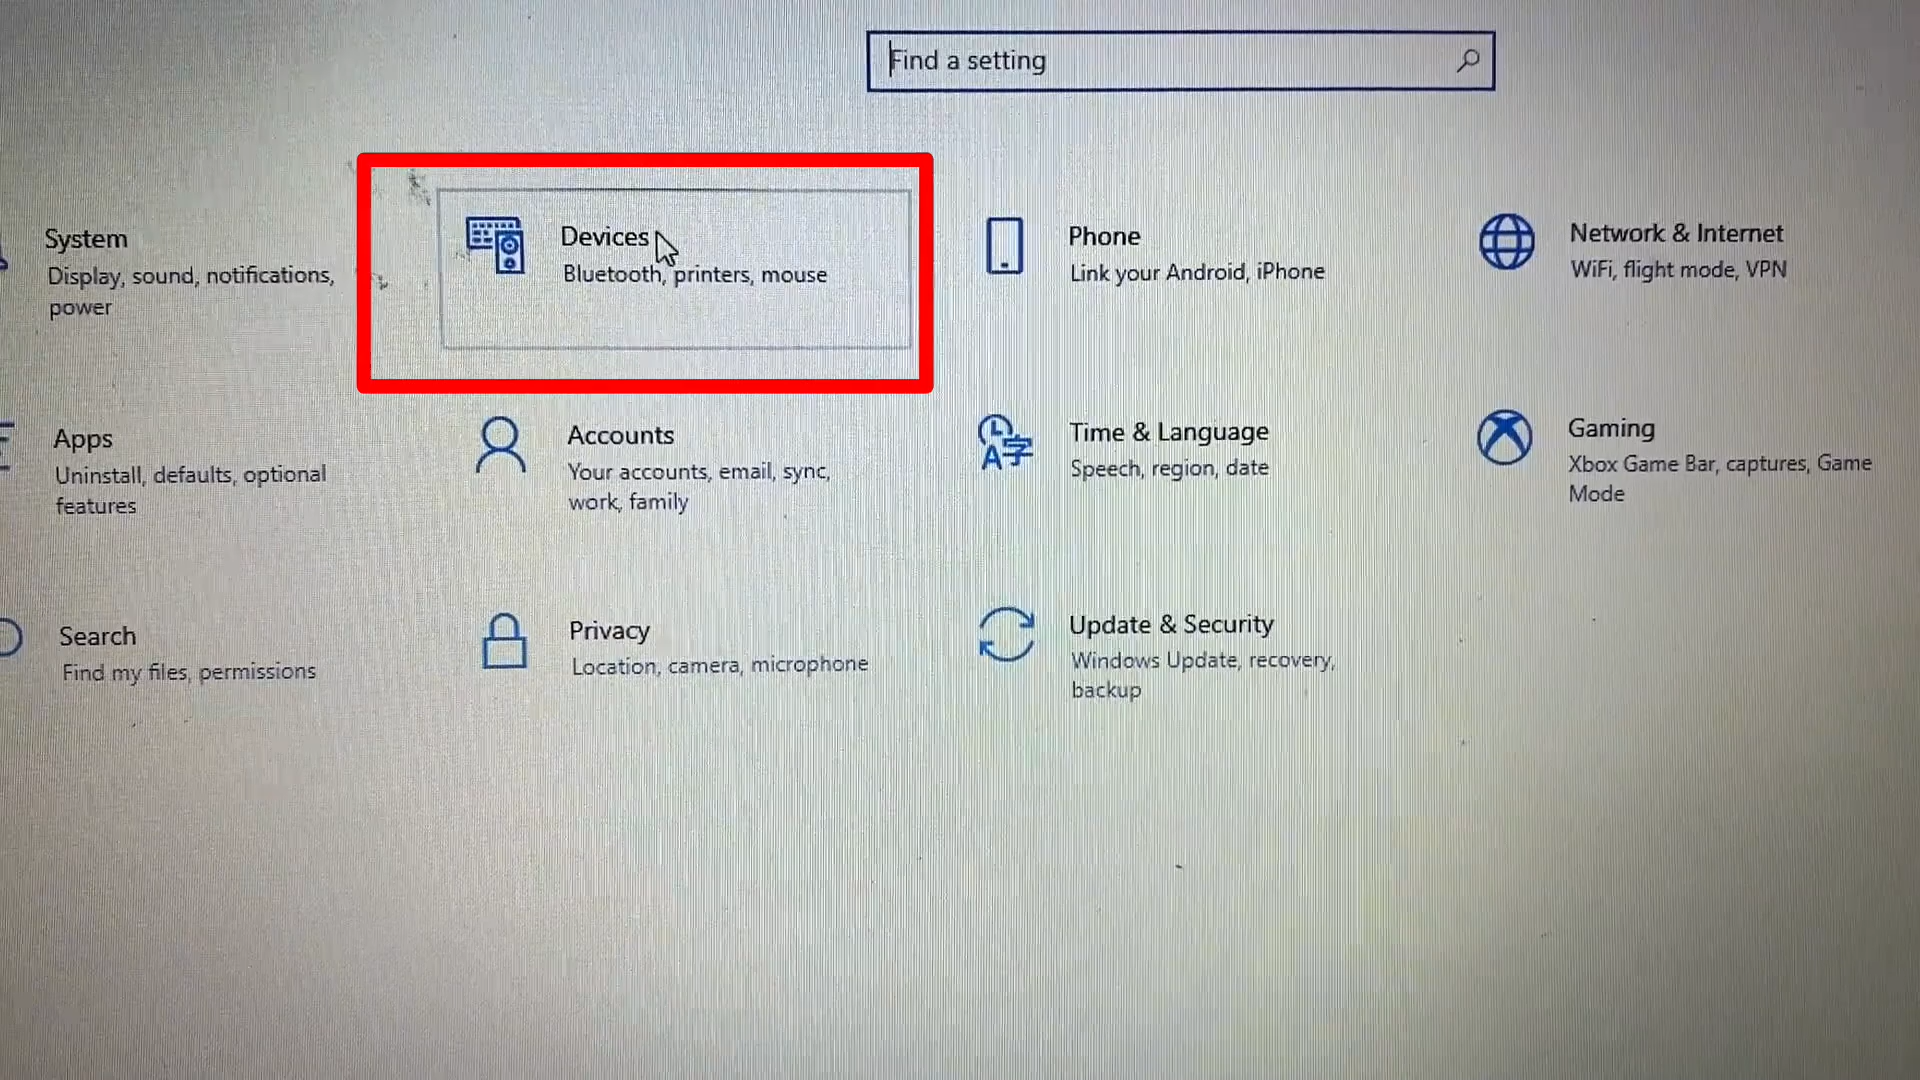 Find a setting
System
Display, sound, notifications,
power
Devices
Bluetooth, printers, mouse
Phone
Link your Android, iPhone
Network & Internet
WiFi, flight mode, VPN
Apps
Uninstall, defaults, optional
features
Accounts
Your accounts, email, sync,
work, family
Time & Language
Speech, region, date
Gaming
Xbox Game Bar, captures, Game
Mode
Search
Find my files, permissions
Privacy
Location, camera, microphone
Update & Security
Windows Update, recovery,
backup